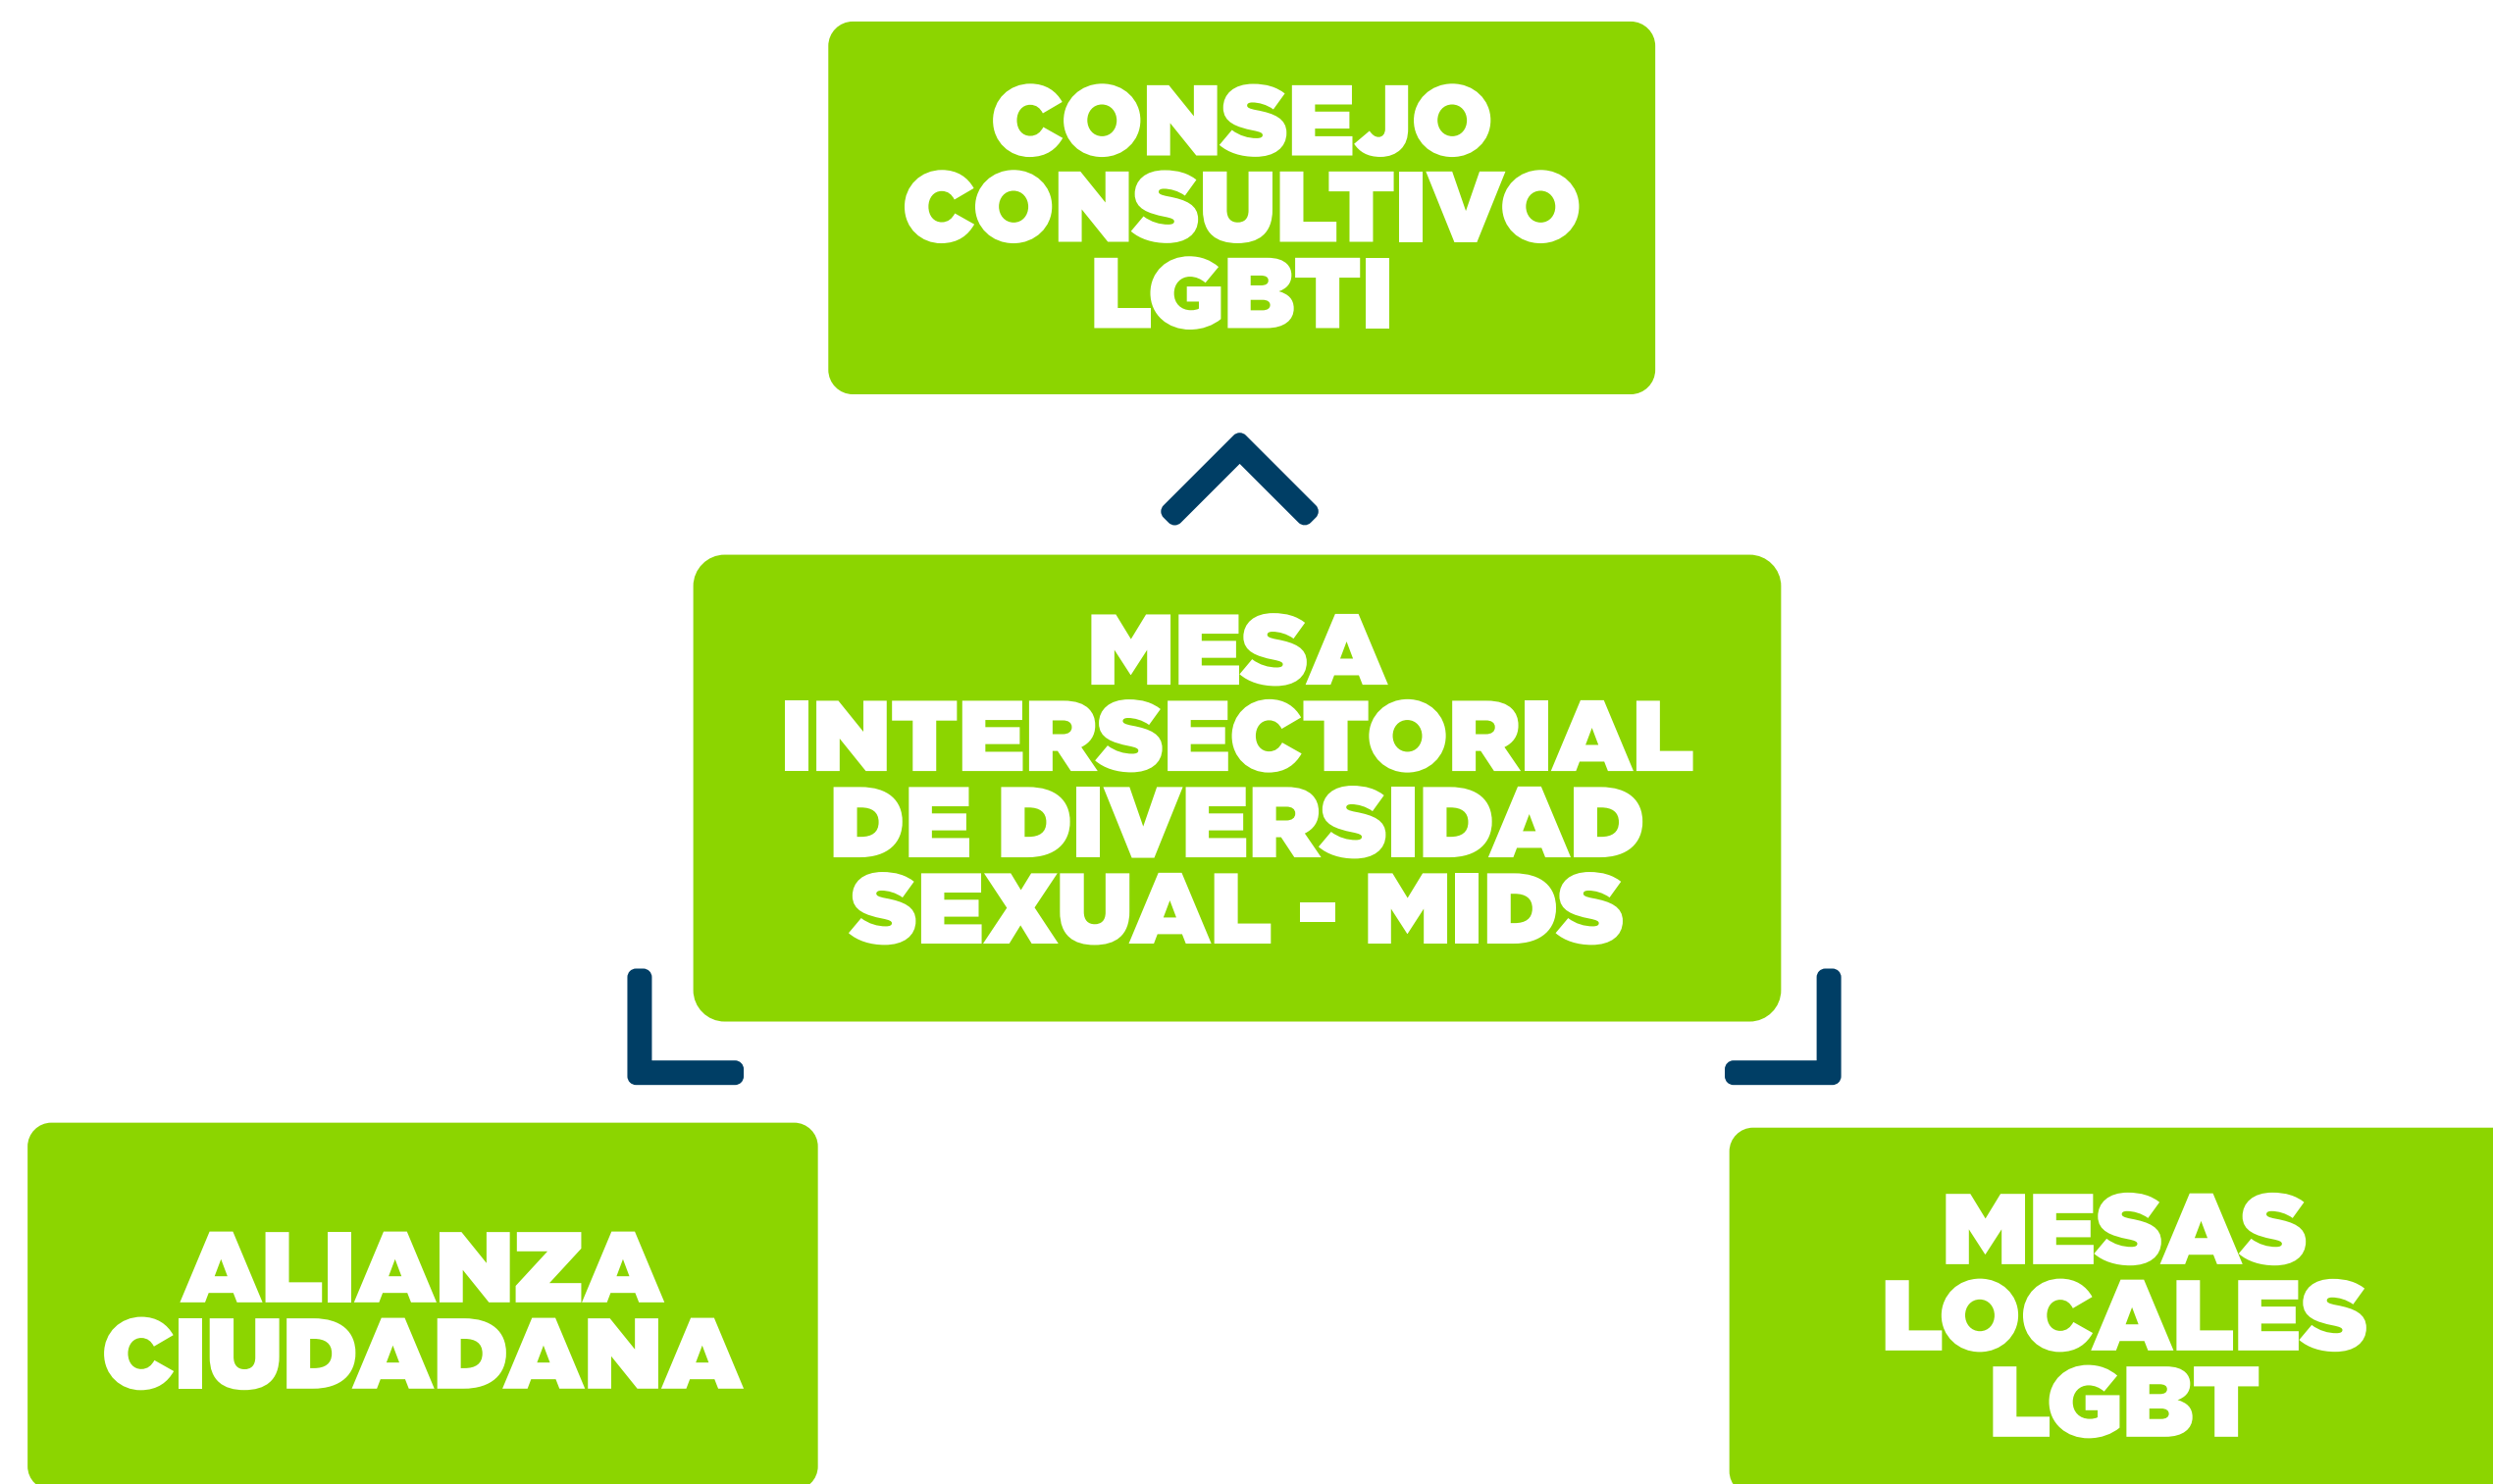 CONSEJO
CONSULTIVO
LGBTI
MESA
INTERSECTORIAL
DE DIVERSIDAD
SEXUAL - MIDS
ALIANZA
CIUDADANA
MESAS
LOCALES
LGBT